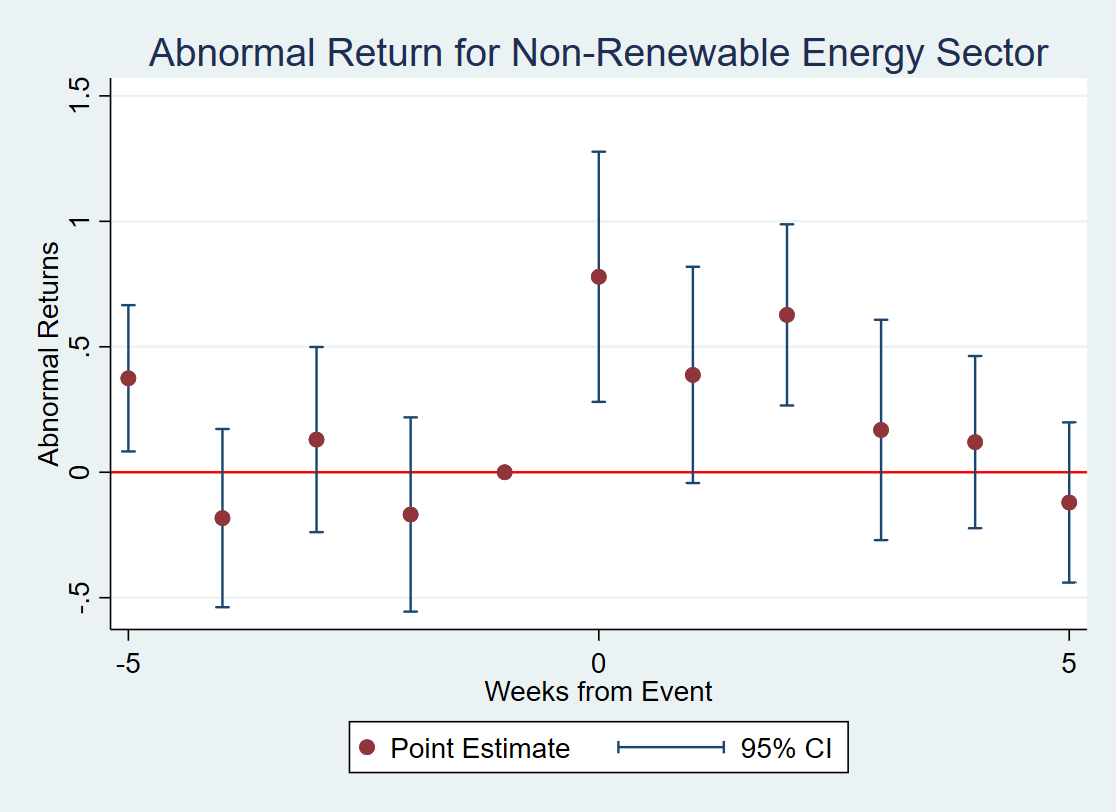 Abnormal Return for Non-Renewable Energy Sector
Abnormal Returns
1.5
1
.5
0
-.5
-5
0
5
Weeks from Event
Point Estimate
95% CI